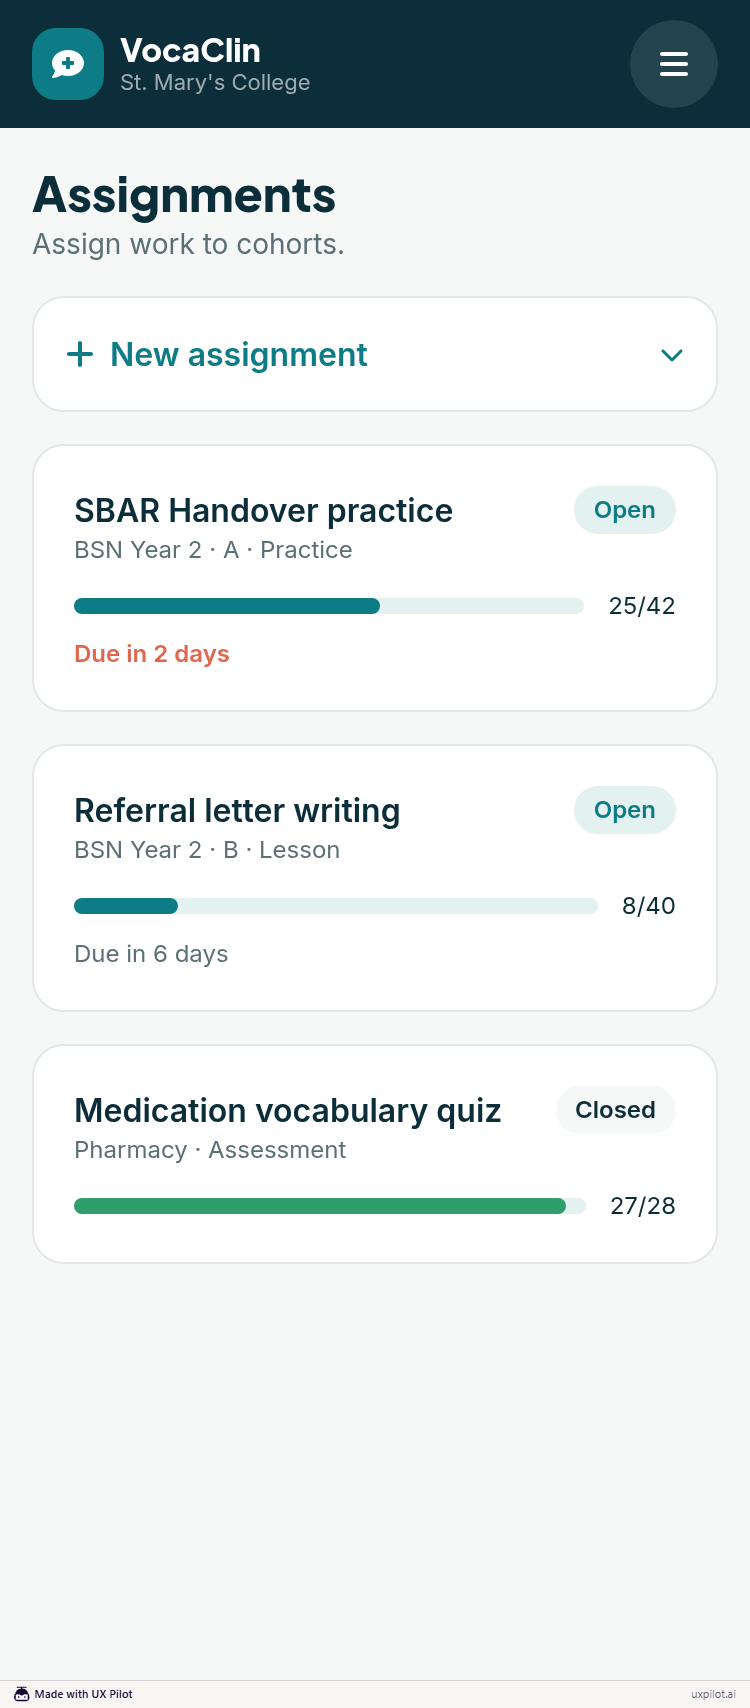 VocaClin
St. Mary's College
Assignments
Assign work to cohorts.
New assignment
SBAR Handover practice
Open
BSN Year 2 · A · Practice
25/42
Due in 2 days
Referral letter writing
Open
BSN Year 2 · B · Lesson
8/40
Due in 6 days
Medication vocabulary quiz
Closed
Pharmacy · Assessment
27/28
Made with UX Pilot
uxpilot.ai